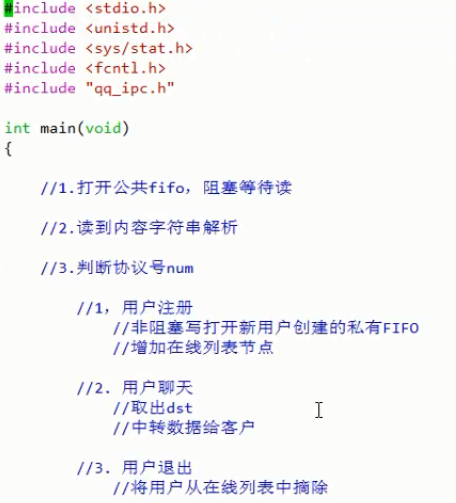 #include <stdio.h>
#include <unistd.h>
#include <sys/stat.h>
#include <fcntl.h>
#include "qq_ipc.h"
int main(void)
{
//1.打开公共fifo，阻塞等待读
//2.读到内容字符串解析
//3.判断协议号num
//1，用户注册
//非阻塞写打开新用户创建的私有FIFO
//增加在线列表节点
//2．用户聊天
//取出dst
//中转数据给客户
//3．用户退出
//将用户从在线列表中摘除